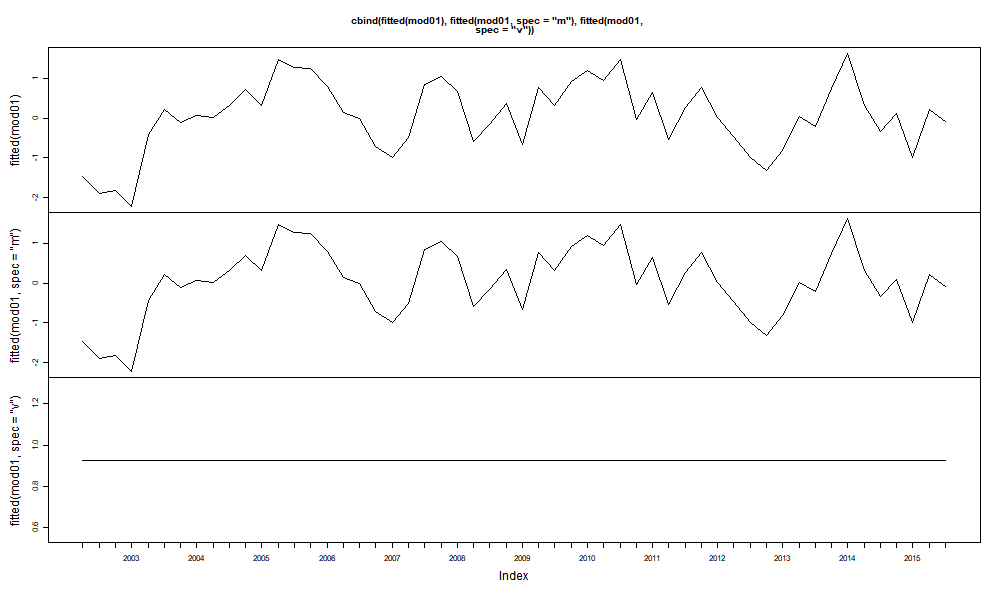 cbind(fitted(mod01), fitted(mod01, spec = "m"), fitted(mod01,
spec = "v"))
fitted(mod01)
1
0
-1
-2
fitted(mod01, spec = "m")
1
0
-1
-2
fitted(mod01, spec = "v")
1.2
1.0
0.8
0.6
2003 2004 2005 2006 2007 2008 2009 2010 2011 2012 2013 2014 2015
Index